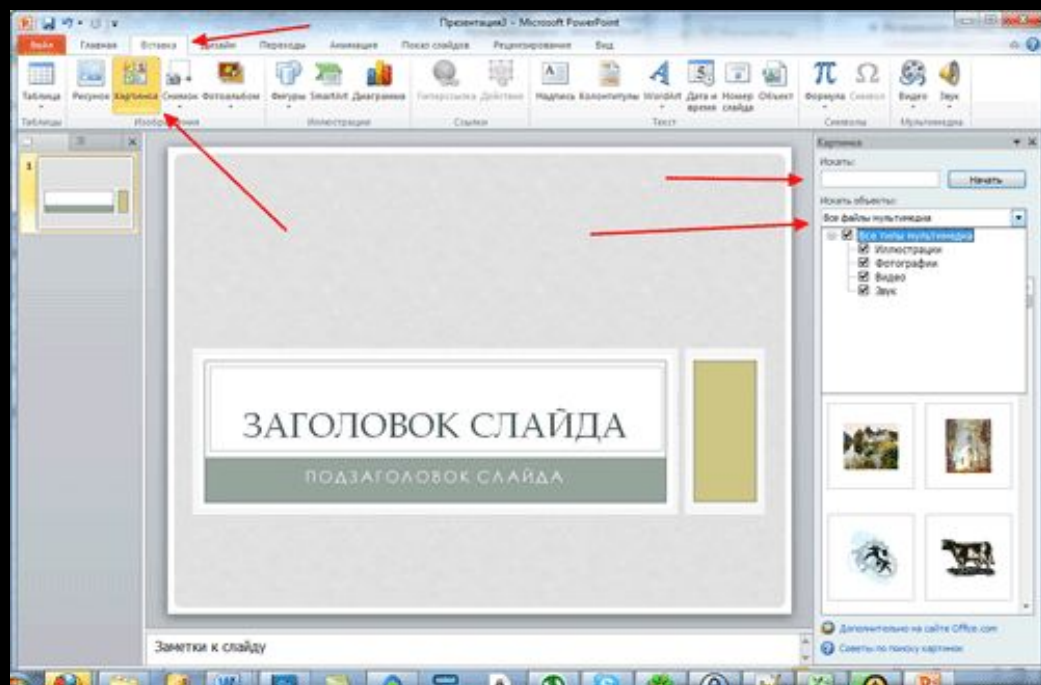 Презентация3 - Microsoft PowerPoint
Файл Главная Вставка Дизайн Переходы Анимация Показ слайдов Рецензирование Вид
Таблица Рисунок Картинка Снимок Фотоальбом Фигуры SmartArt Диаграмма Гиперссылка Действие Надпись Колонтитулы WordArt Дата и время Номер слайда Объект Формула Символ Видео Звук
Таблицы Изображения Иллюстрации Ссылки Текст Символы Мультимедиа
Картинка
Искать:
Начать
Искать объекты:
Все файлы мультимедиа
Все типы мультимедиа
Иллюстрации
Фотографии
Видео
Звук
1
ЗАГОЛОВОК СЛАЙДА
ПОДЗАГОЛОВОК СЛАЙДА
Дополнительно на сайте Office.com
Советы по поиску картинок
Заметки к слайду